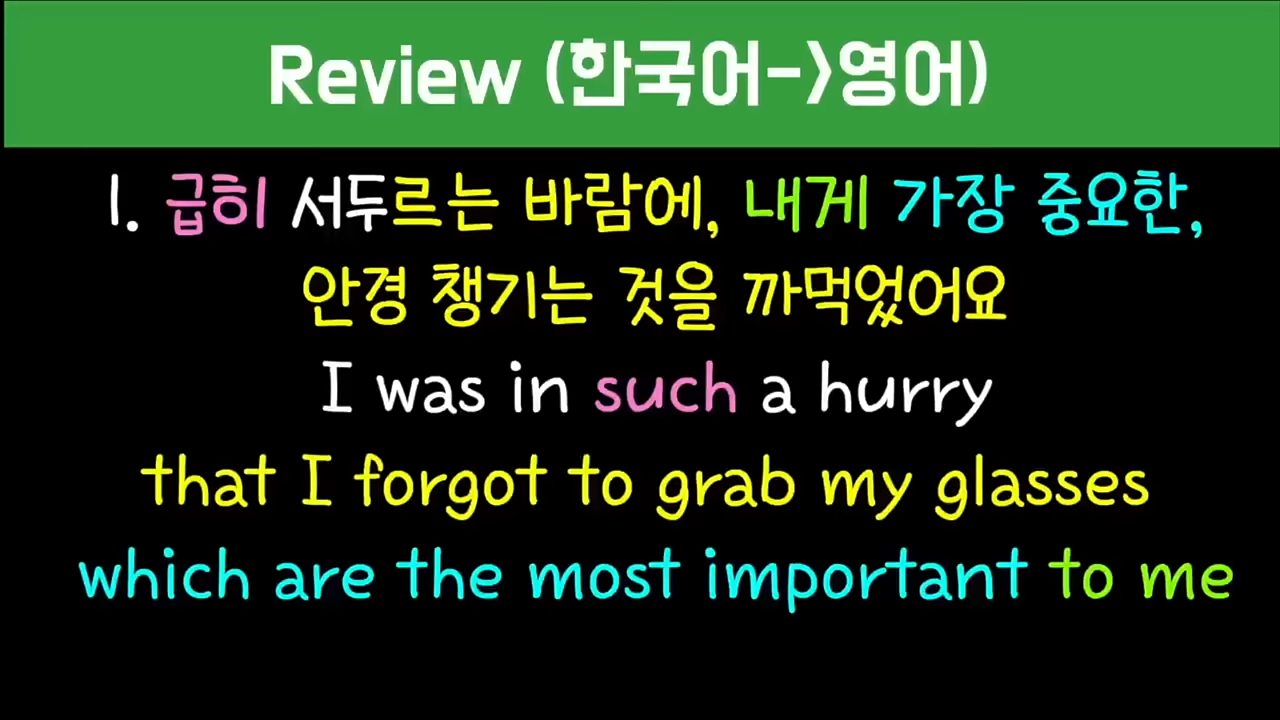 Review (한국어->영어)
1. 급히 서두르는 바람에, 내게 가장 중요한,
안경 챙기는 것을 까먹었어요
I was in such a hurry
that I forgot to grab my glasses
which are the most important to me